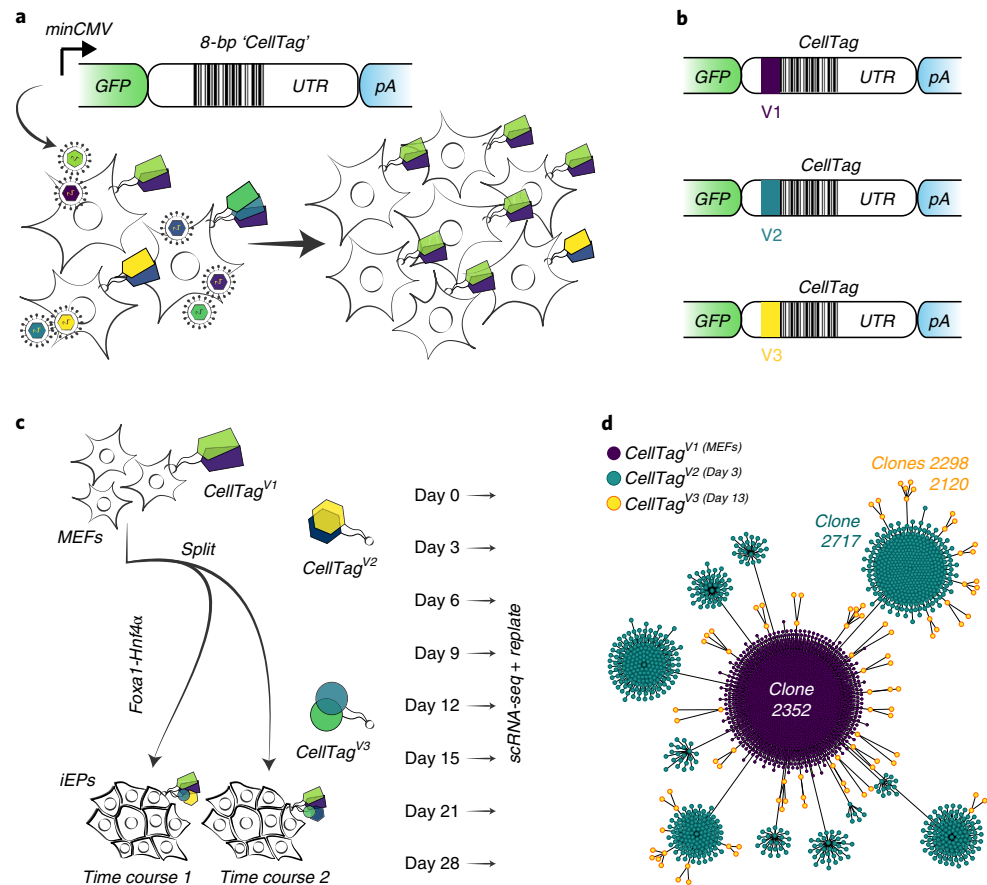 a
minCMV
8-bp ‘CellTag’
GFP
UTR
pA
b
CellTag
GFP
UTR
pA
V1
CellTag
GFP
UTR
pA
V2
CellTag
GFP
UTR
pA
V3
c
CellTag^V1
MEFs
Split
CellTag^V2
Foxa1-Hnf4α
CellTag^V3
iEPs
Time course 1
Time course 2
Day 0
Day 3
Day 6
Day 9
Day 12
Day 15
Day 21
Day 28
scRNA-seq + replate
d
CellTag^V1 (MEFs)
CellTag^V2 (Day 3)
CellTag^V3 (Day 13)
Clones 2298
2120
Clone
2717
Clone
2352